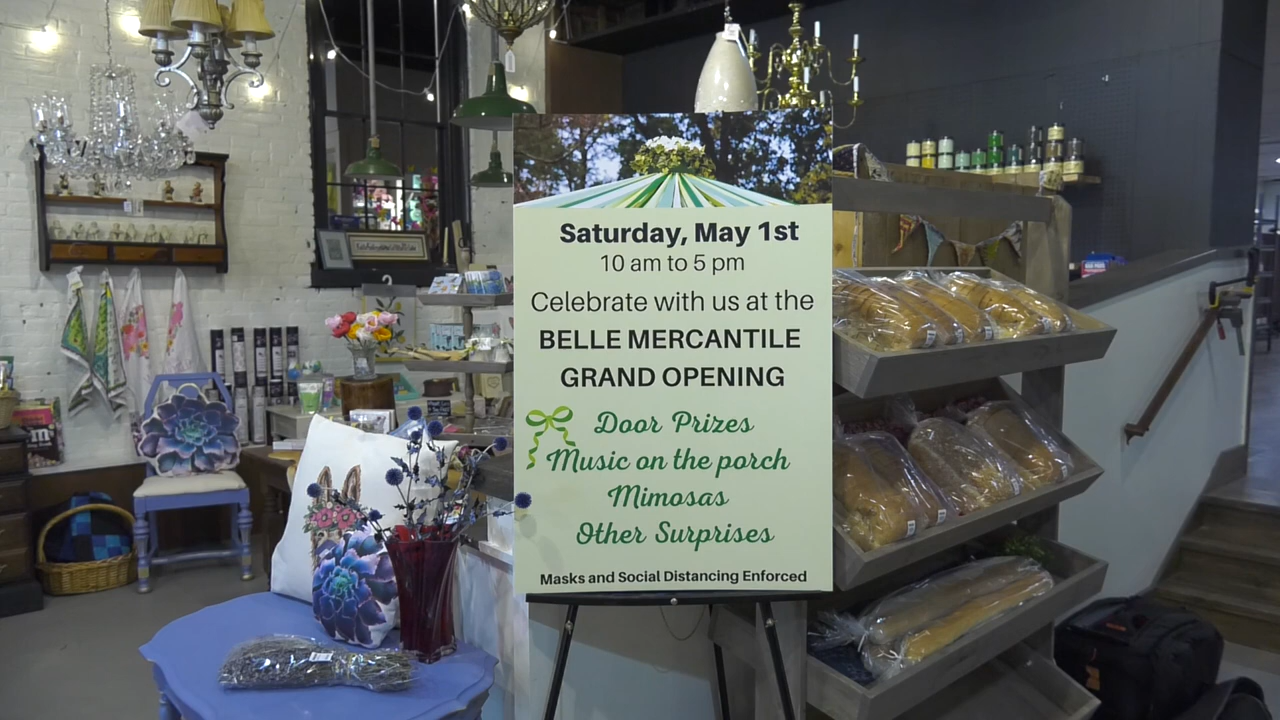 Saturday, May 1st
10 am to 5 pm
Celebrate with us at the
BELLE MERCANTILE
GRAND OPENING
Door Prizes
Music on the porch
Mimosas
Other Surprises
Masks and Social Distancing Enforced